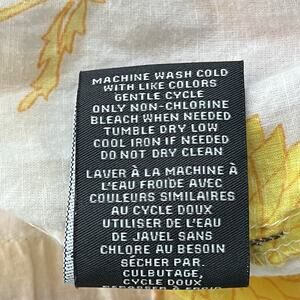 MACHINE WASH COLD
WITH LIKE COLORS
GENTLE CYCLE
ONLY NON-CHLORINE
BLEACH WHEN NEEDED
TUMBLE DRY LOW
COOL IRON IF NEEDED
DO NOT DRY CLEAN
LAVER À LA MACHINE À
L'EAU FROIDE AVEC
COULEURS SIMILAIRES
AU CYCLE DOUX
UTILISER DE L'EAU
DE JAVEL SANS
CHLORE AU BESOIN
SÉCHER PAR.
CULBUTAGE,
CYCLE DOUX